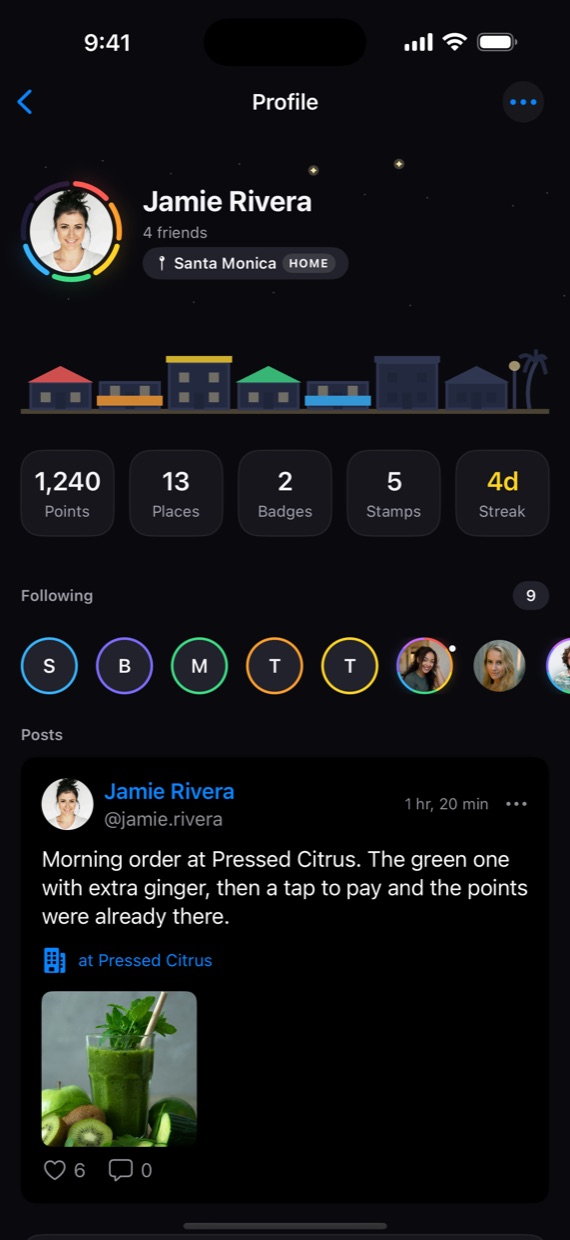 9:41
Profile
Jamie Rivera
4 friends
Santa Monica HOME
1,240 13 2 5 4d
Points Places Badges Stamps Streak
Following 9
S B M T T
Posts
Jamie Rivera
@jamie.rivera
1 hr, 20 min
Morning order at Pressed Citrus. The green one
with extra ginger, then a tap to pay and the points
were already there.
at Pressed Citrus
6 0